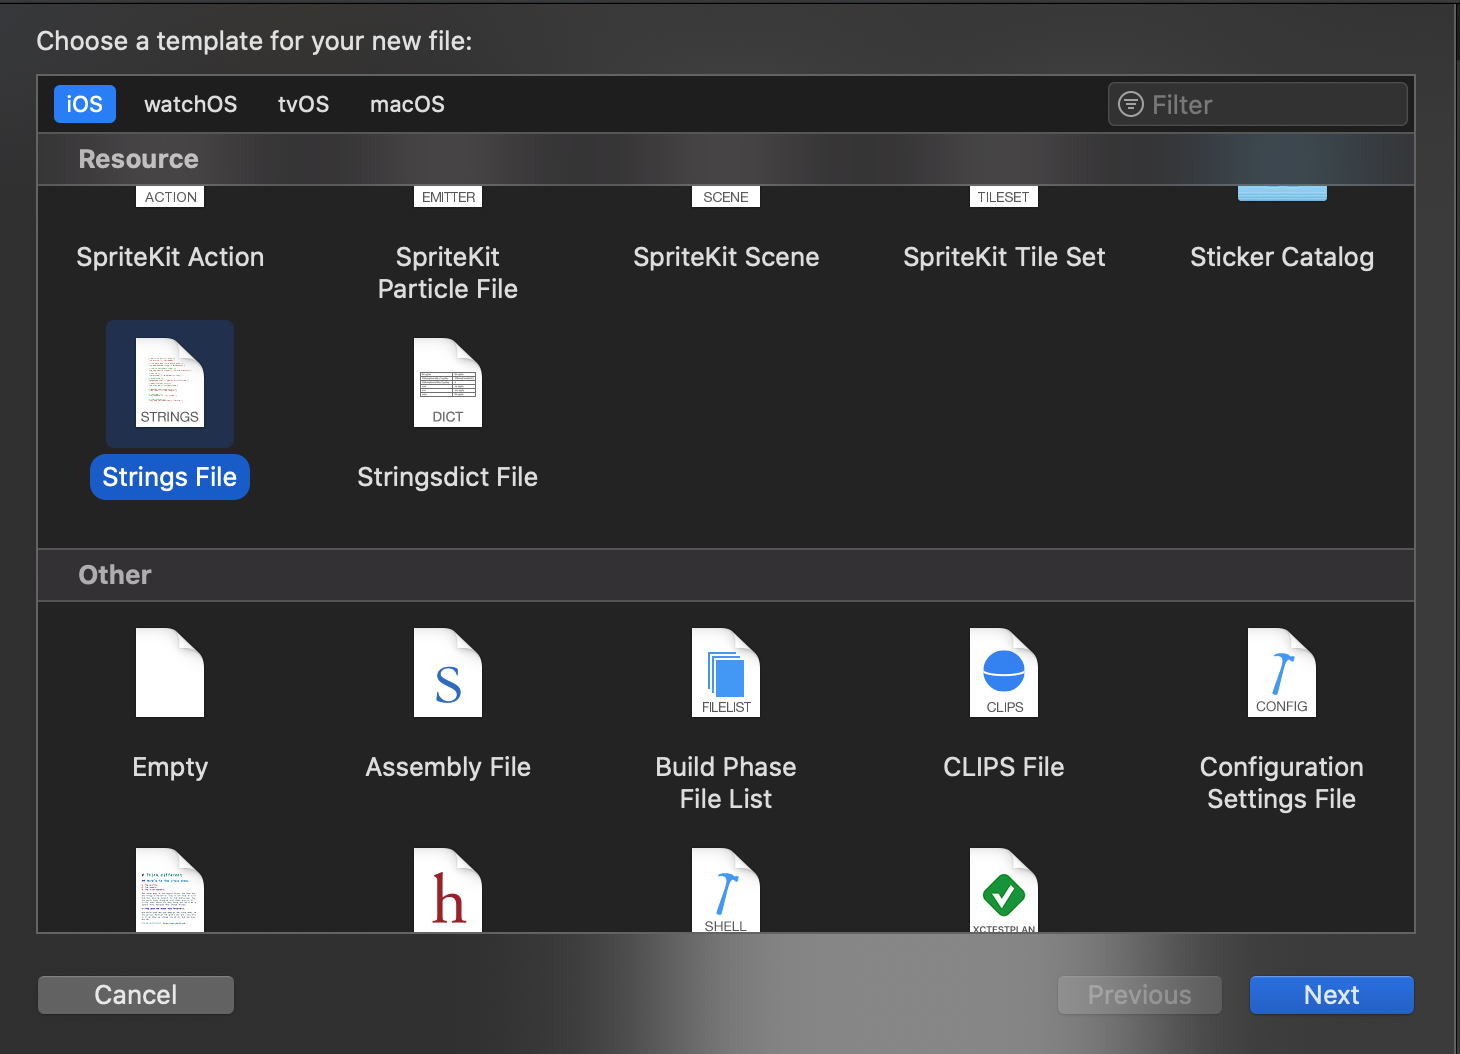 Choose a template for your new file:
iOS watchOS tvOS macOS Filter
Resource
ACTION EMITTER SCENE TILESET
SpriteKit Action SpriteKit Particle File SpriteKit Scene SpriteKit Tile Set Sticker Catalog
STRINGS DICT
Strings File Stringsdict File
Other
S FILELIST CLIPS CONFIG
Empty Assembly File Build Phase File List CLIPS File Configuration Settings File
# Think different
h SHELL XCTESTPLAN
Cancel Previous Next